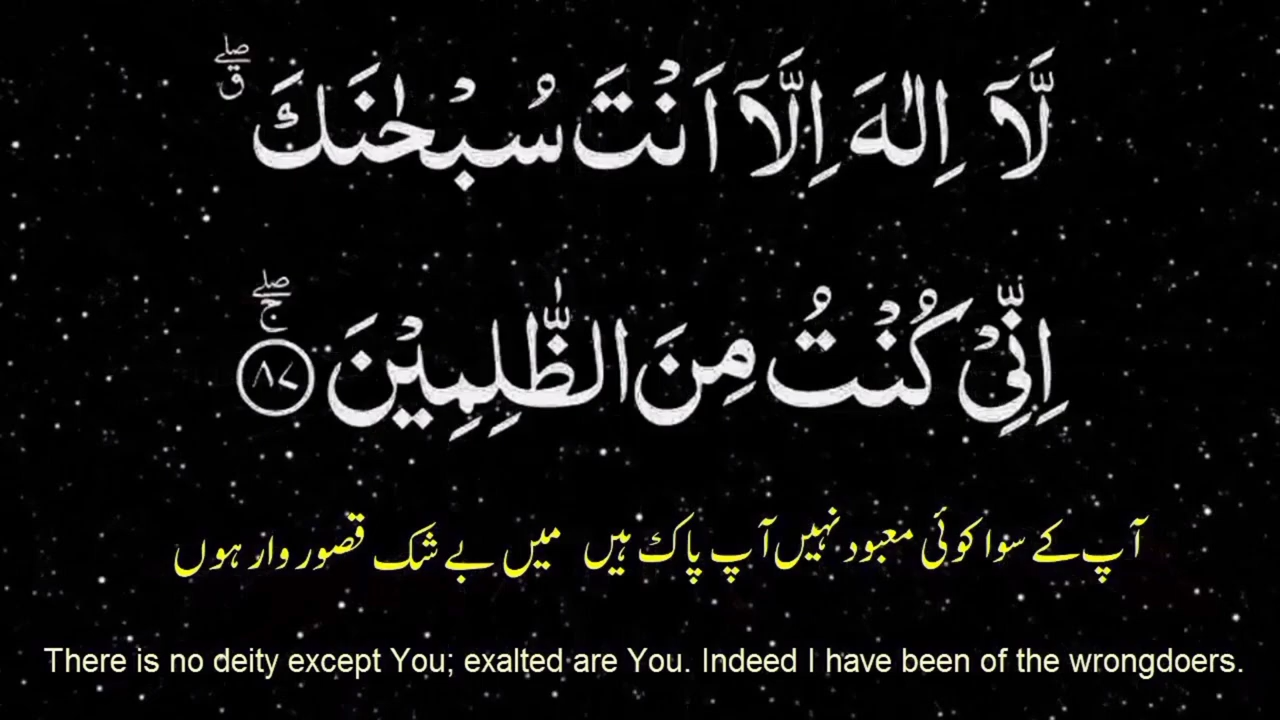 لَّاۤ اِلٰهَ اِلَّاۤ اَنْتَ سُبْحٰنَكَ ۖق
اِنِّیْ كُنْتُ مِنَ الظّٰلِمِیْنَ ۖۚ ﴿۸۷﴾
آپ کے سوا کوئی معبود نہیں آپ پاک ہیں میں بے شک قصور وار ہوں
There is no deity except You; exalted are You. Indeed I have been of the wrongdoers.